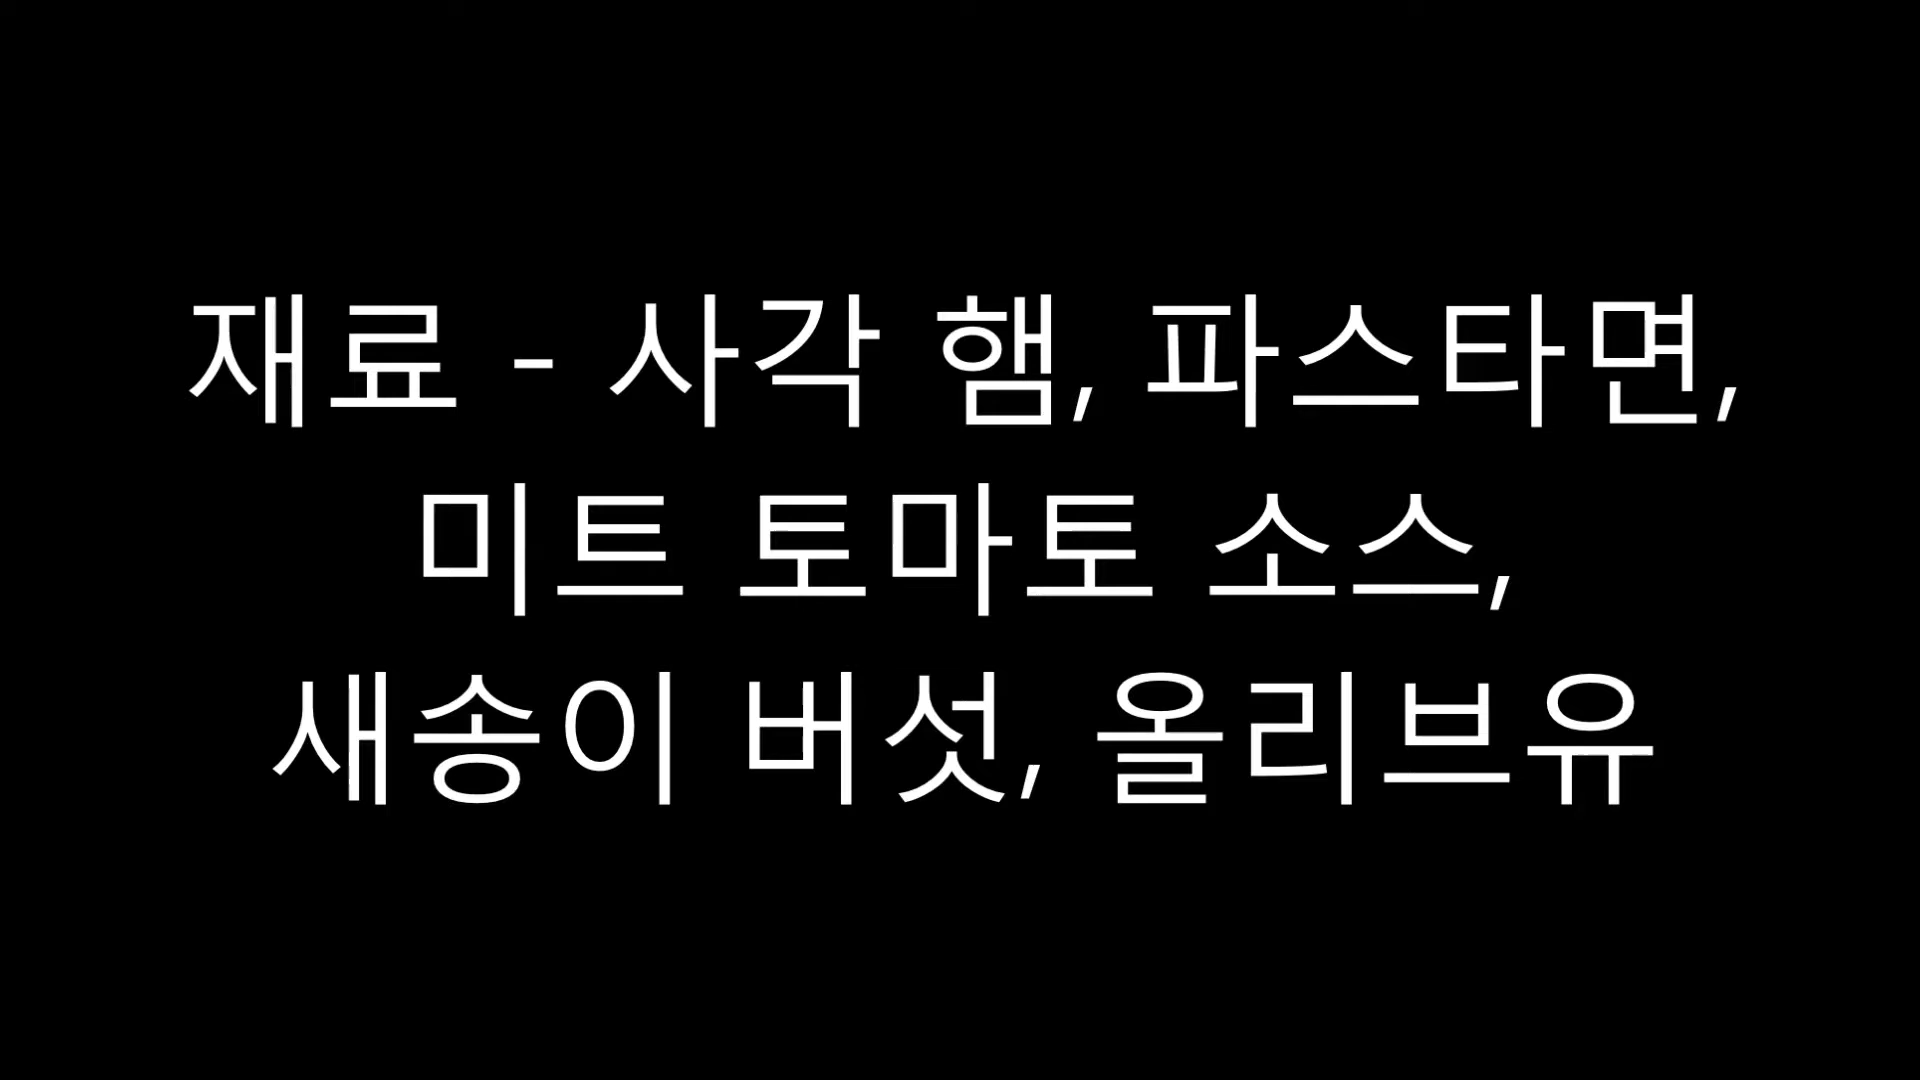 재료 - 사각 햄, 파스타면,
미트 토마토 소스,
새송이 버섯, 올리브유